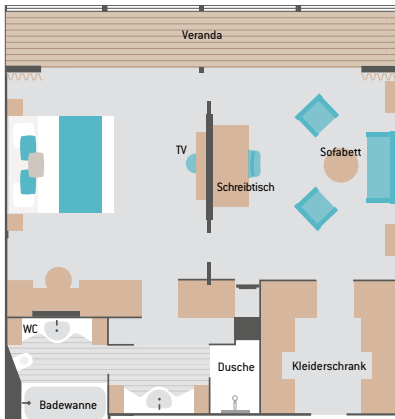 Veranda
TV
Sofabett
Schreibtisch
WC
Dusche
Kleiderschrank
Badewanne